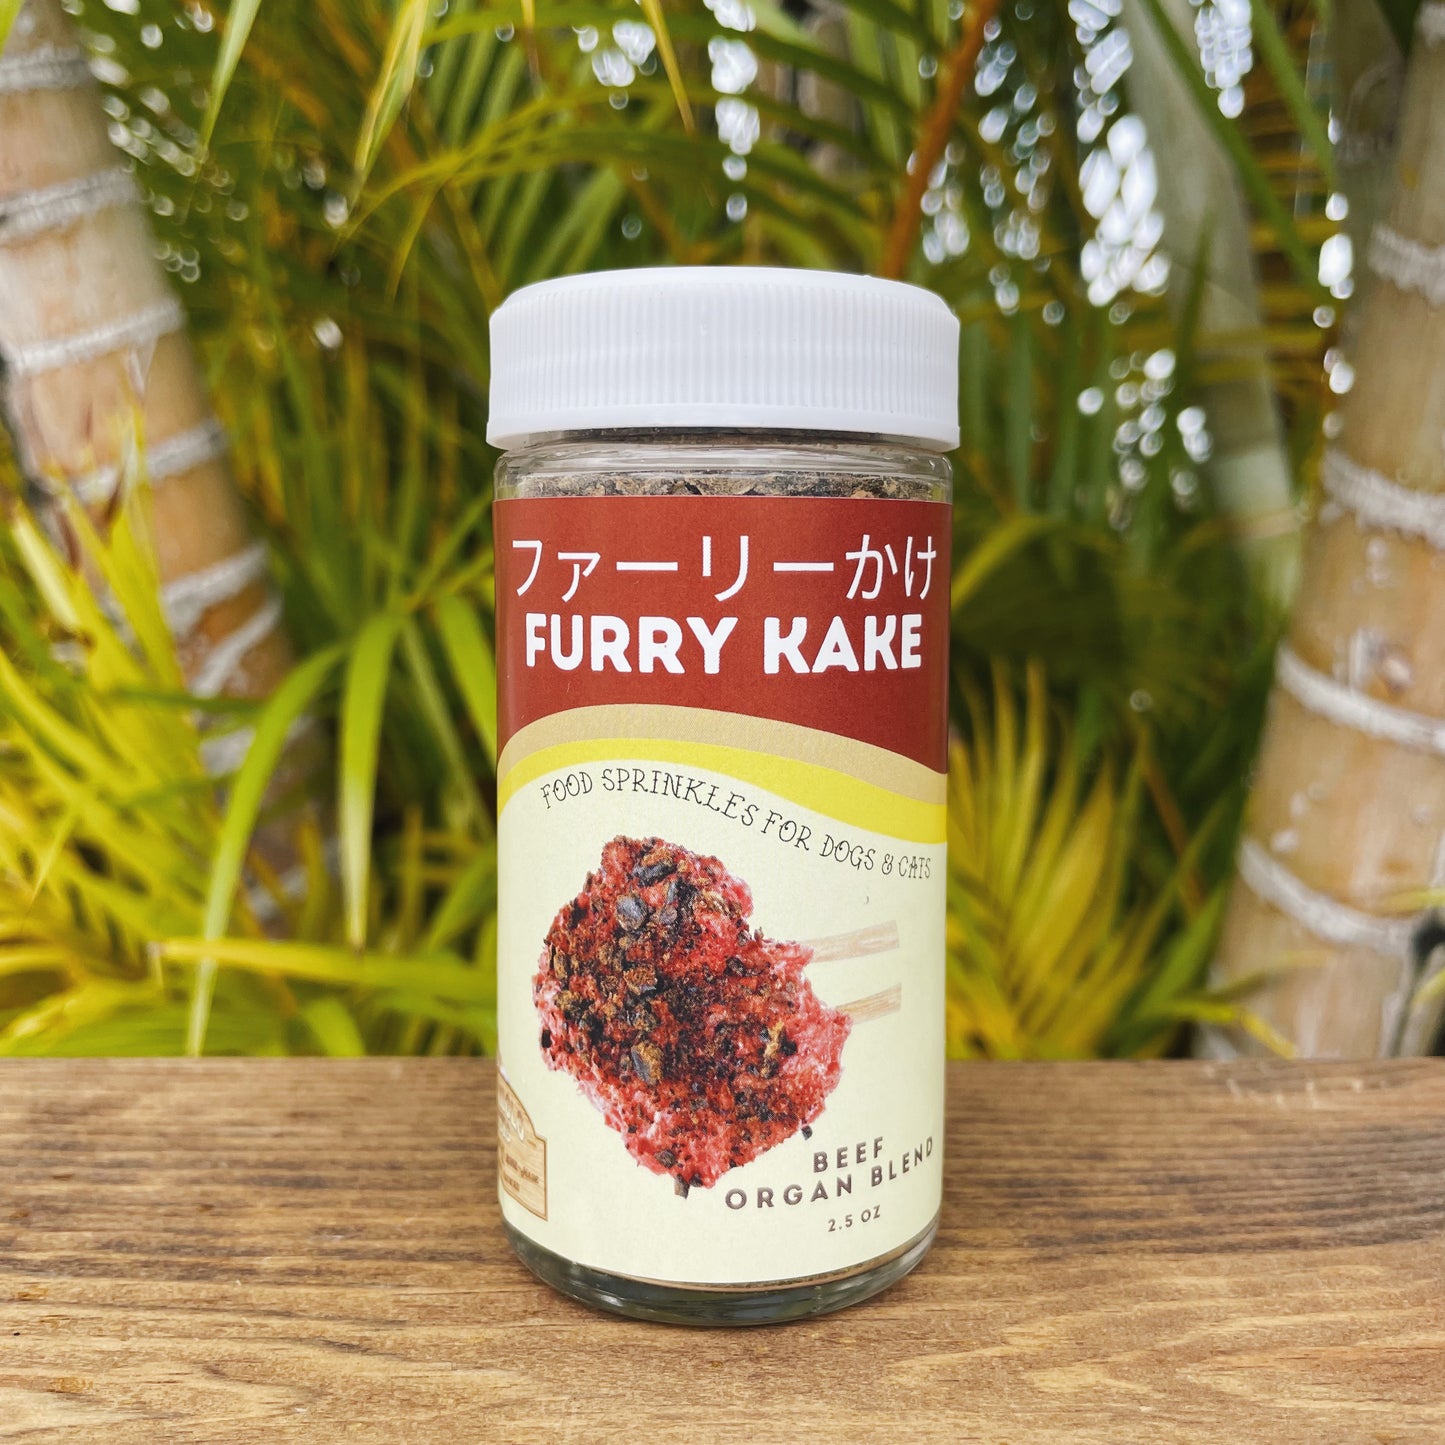 ファーリーかけ
FURRY KAKE
FOOD SPRINKLES FOR DOGS & CATS
BEEF
ORGAN BLEND
2.5 OZ